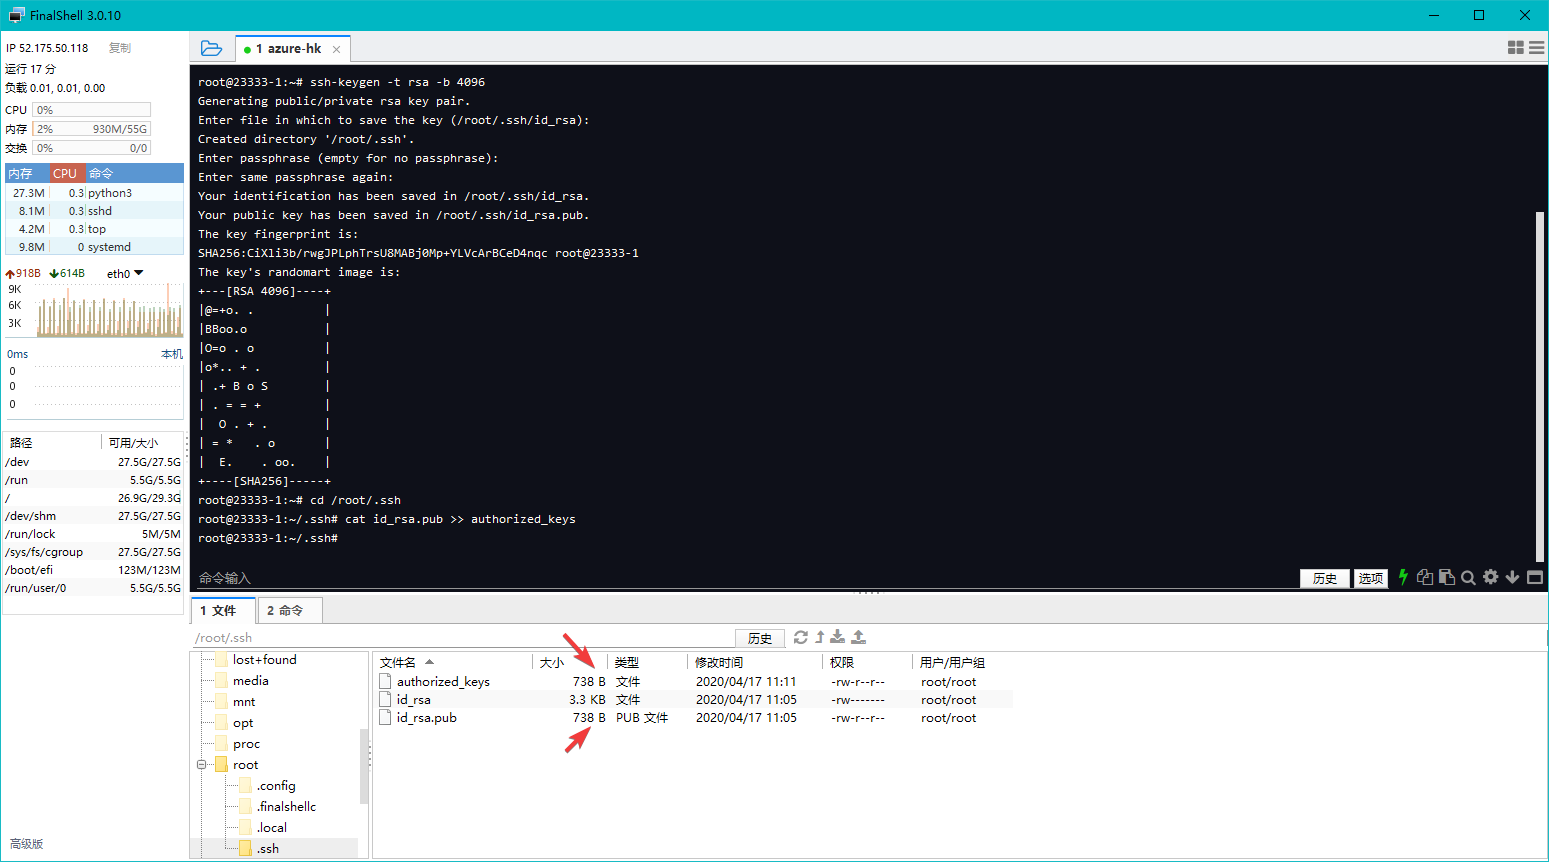 FinalShell 3.0.10
IP 52.175.50.118 复制
运行 17 分
负载 0.01, 0.01, 0.00
CPU 0%
内存 2% 930M/55G
交换 0% 0/0
内存 CPU 命令
27.3M 0.3 python3
8.1M 0.3 sshd
4.2M 0.3 top
9.8M 0 systemd
918B 614B eth0
9K
6K
3K
0ms 本机
0
0
0
路径 可用/大小
/dev 27.5G/27.5G
/run 5.5G/5.5G
/ 26.9G/29.3G
/dev/shm 27.5G/27.5G
/run/lock 5M/5M
/sys/fs/cgroup 27.5G/27.5G
/boot/efi 123M/123M
/run/user/0 5.5G/5.5G
高级版
1 azure-hk
root@23333-1:~# ssh-keygen -t rsa -b 4096
Generating public/private rsa key pair.
Enter file in which to save the key (/root/.ssh/id_rsa):
Created directory '/root/.ssh'.
Enter passphrase (empty for no passphrase):
Enter same passphrase again:
Your identification has been saved in /root/.ssh/id_rsa.
Your public key has been saved in /root/.ssh/id_rsa.pub.
The key fingerprint is:
SHA256:CiXli3b/rwgJPLphTrsU8MABj0Mp+YLVcArBCeD4nqc root@23333-1
The key's randomart image is:
+---[RSA 4096]----+
|@=+o. .          |
|BBoo.o           |
|O=o . o          |
|o*.. + .         |
| .+ B o S        |
| . = = +         |
|  O . + .        |
| = *   . o       |
|  E.    . oo.    |
+----[SHA256]-----+
root@23333-1:~# cd /root/.ssh
root@23333-1:~/.ssh# cat id_rsa.pub >> authorized_keys
root@23333-1:~/.ssh#
命令输入
历史 选项
1 文件 2 命令
/root/.ssh 历史
lost+found
media
mnt
opt
proc
root
.config
.finalshellc
.local
.ssh
文件名 大小 类型 修改时间 权限 用户/用户组
authorized_keys 738 B 文件 2020/04/17 11:11 -rw-r--r-- root/root
id_rsa 3.3 KB 文件 2020/04/17 11:05 -rw------- root/root
id_rsa.pub 738 B PUB 文件 2020/04/17 11:05 -rw-r--r-- root/root